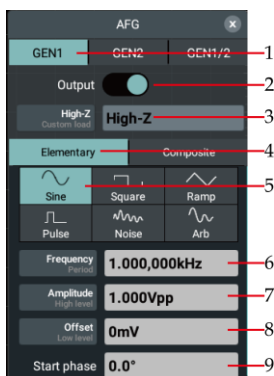 AFG
GEN1 GEN2 GEN1/2 1
Output 2
High-Z
Custom load High-Z 3
Elementary Composite 4
Sine Square Ramp 5
Pulse Noise Arb
Frequency
Period 1.000,000kHz 6
Amplitude
High level 1.000Vpp 7
Offset
Low level 0mV 8
Start phase 0.0° 9